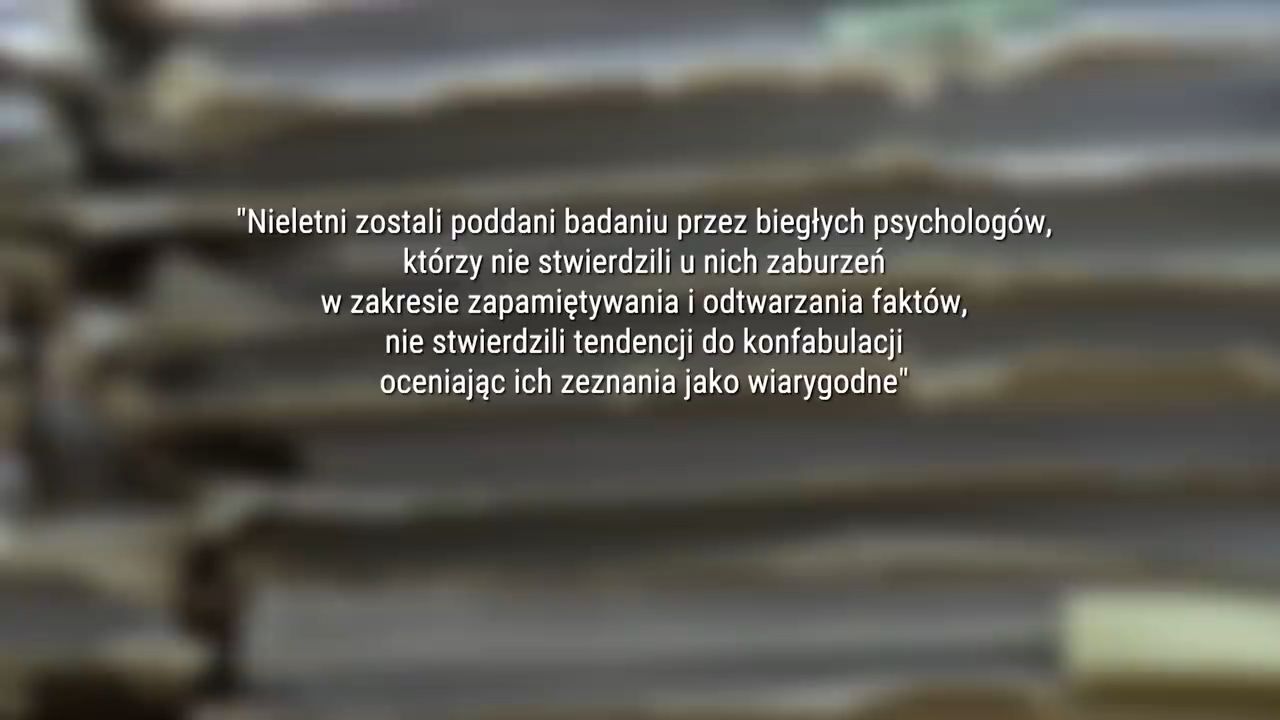 "Nieletni zostali poddani badaniu przez biegłych psychologów,
którzy nie stwierdzili u nich zaburzeń
w zakresie zapamiętywania i odtwarzania faktów,
nie stwierdzili tendencji do konfabulacji
oceniając ich zeznania jako wiarygodne"